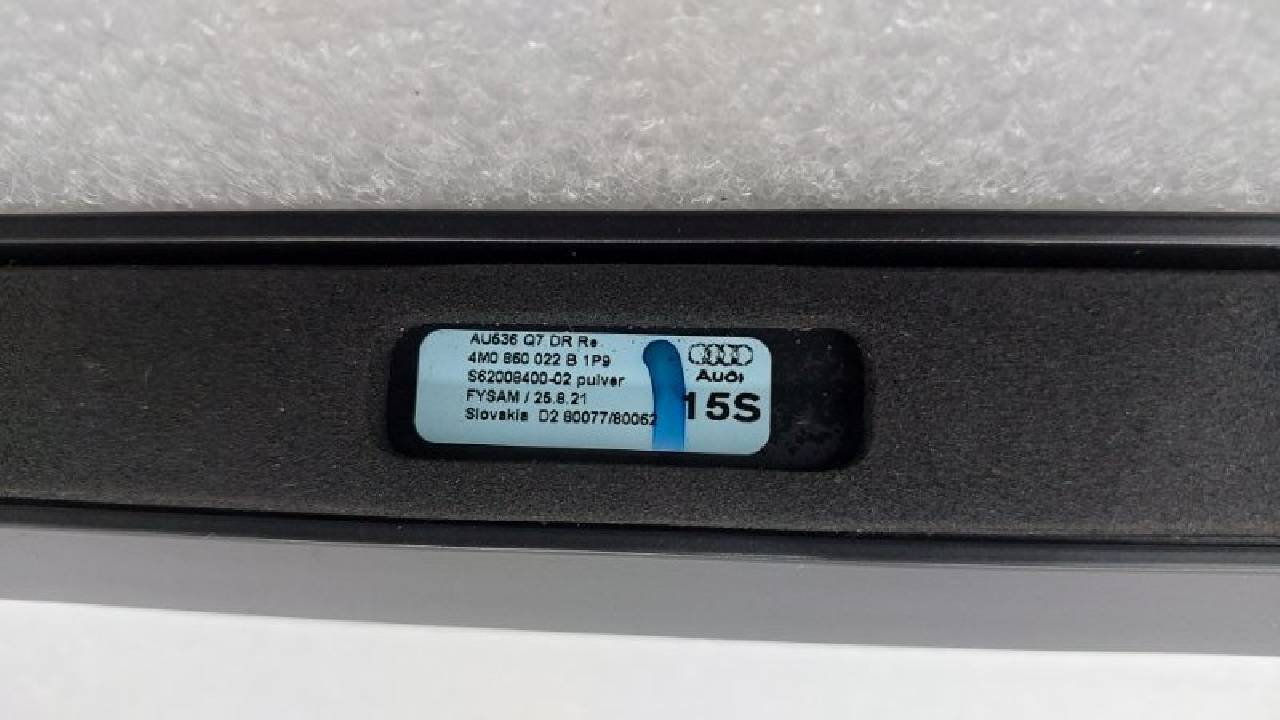 AU536 Q7 DR Re.
4M0 860 022 B 1P9
S62008400-02 pulver
FYSAM / 25.8.21
Slovakia D2 80077/80062
Audi
15S